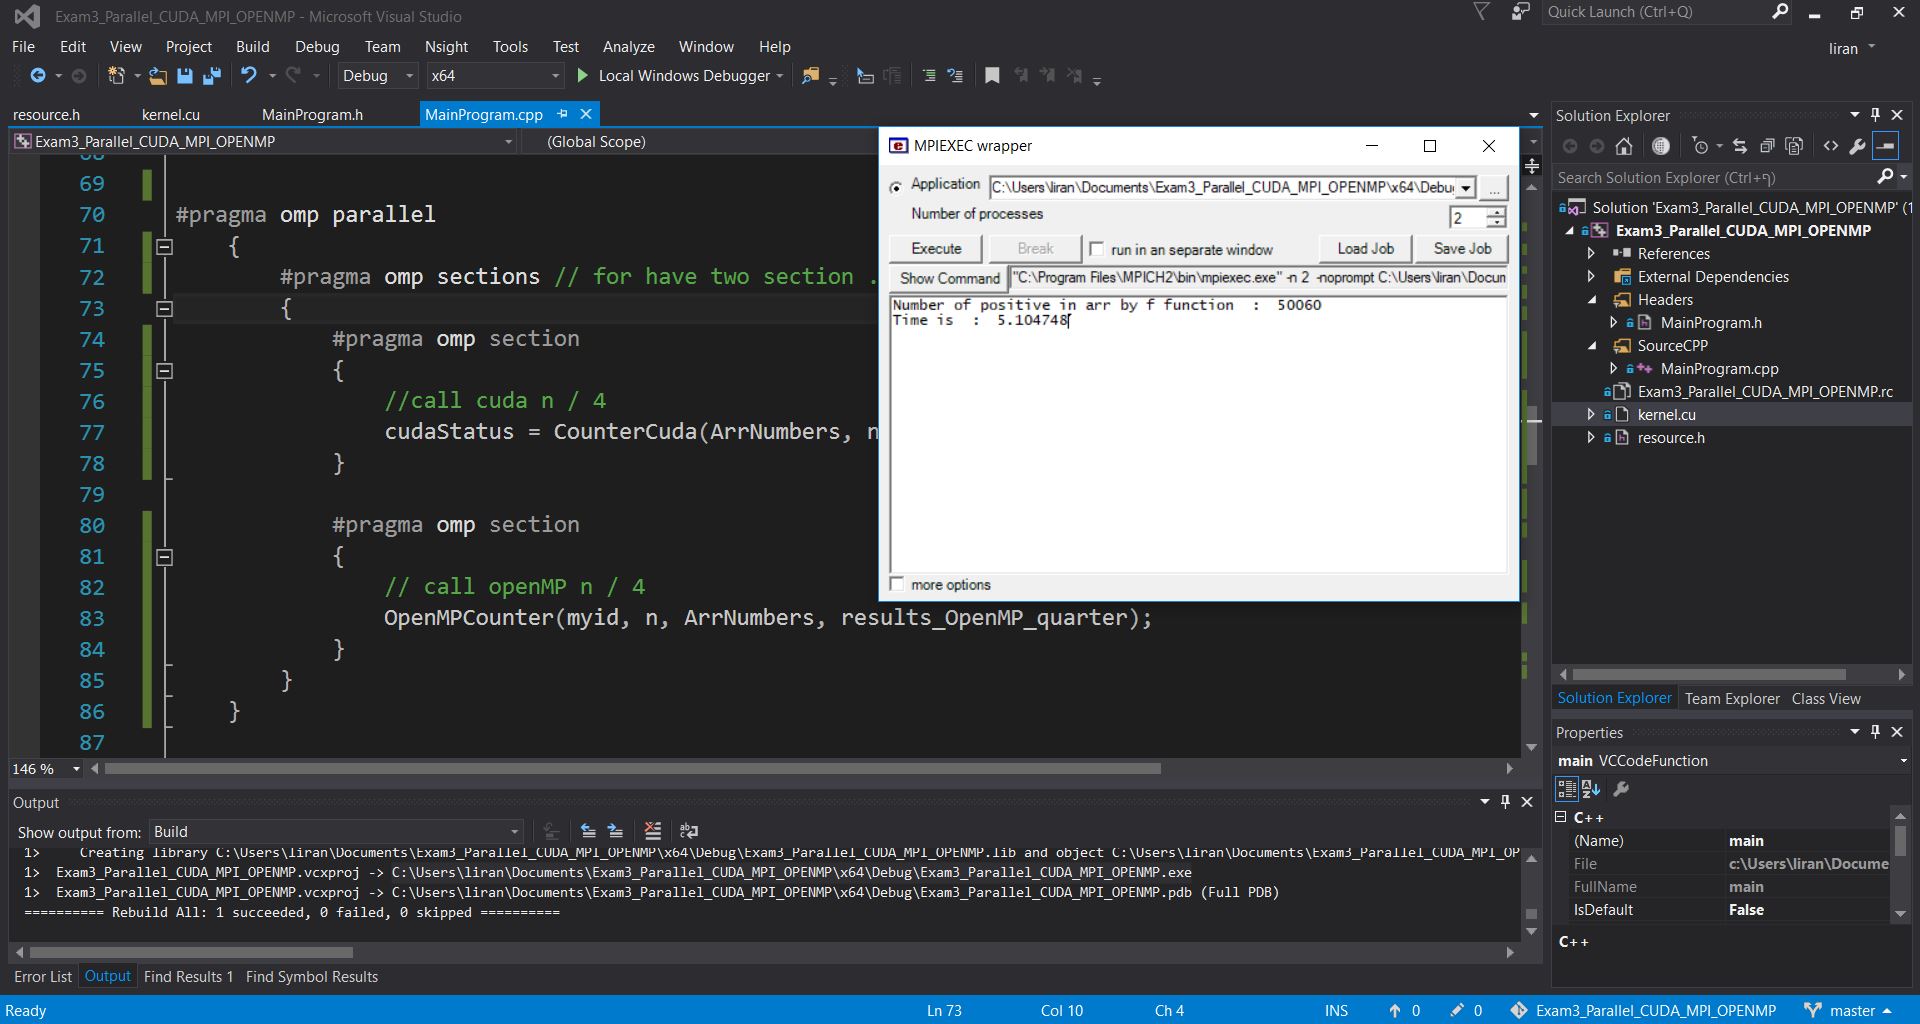 Exam3_Parallel_CUDA_MPI_OPENMP - Microsoft Visual Studio
Quick Launch (Ctrl+Q)
File Edit View Project Build Debug Team Nsight Tools Test Analyze Window Help
liran
Debug x64 Local Windows Debugger
resource.h kernel.cu MainProgram.h MainProgram.cpp
Exam3_Parallel_CUDA_MPI_OPENMP (Global Scope)
69
70 #pragma omp parallel
71 {
72 #pragma omp sections // for have two section .
73 {
74 #pragma omp section
75 {
76 //call cuda n / 4
77 cudaStatus = CounterCuda(ArrNumbers, n
78 }
79
80 #pragma omp section
81 {
82 // call openMP n / 4
83 OpenMPCounter(myid, n, ArrNumbers, results_OpenMP_quarter);
84 }
85 }
86 }
87
146 %
MPIEXEC wrapper
Application C:\Users\liran\Documents\Exam3_Parallel_CUDA_MPI_OPENMP\x64\Debu ...
Number of processes 2
Execute Break run in an separate window Load Job Save Job
Show Command "C:\Program Files\MPICH2\bin\mpiexec.exe" -n 2 -noprompt C:\Users\liran\Docun
Number of positive in arr by f function : 50060
Time is : 5.104748
more options
Solution Explorer
Search Solution Explorer (Ctrl+ך)
Solution 'Exam3_Parallel_CUDA_MPI_OPENMP' (1
Exam3_Parallel_CUDA_MPI_OPENMP
References
External Dependencies
Headers
MainProgram.h
SourceCPP
MainProgram.cpp
Exam3_Parallel_CUDA_MPI_OPENMP.rc
kernel.cu
resource.h
Solution Explorer Team Explorer Class View
Properties
main VCCodeFunction
C++
(Name) main
File c:\Users\liran\Docume
FullName main
IsDefault False
C++
Output
Show output from: Build
1> Creating library C:\Users\liran\Documents\Exam3_Parallel_CUDA_MPI_OPENMP\x64\Debug\Exam3_Parallel_CUDA_MPI_OPENMP.lib and object C:\Users\liran\Documents\Exam3_Parallel_CUDA_MPI_OP
1> Exam3_Parallel_CUDA_MPI_OPENMP.vcxproj -> C:\Users\liran\Documents\Exam3_Parallel_CUDA_MPI_OPENMP\x64\Debug\Exam3_Parallel_CUDA_MPI_OPENMP.exe
1> Exam3_Parallel_CUDA_MPI_OPENMP.vcxproj -> C:\Users\liran\Documents\Exam3_Parallel_CUDA_MPI_OPENMP\x64\Debug\Exam3_Parallel_CUDA_MPI_OPENMP.pdb (Full PDB)
========== Rebuild All: 1 succeeded, 0 failed, 0 skipped ==========
Error List Output Find Results 1 Find Symbol Results
Ready Ln 73 Col 10 Ch 4 INS 0 0 Exam3_Parallel_CUDA_MPI_OPENMP master